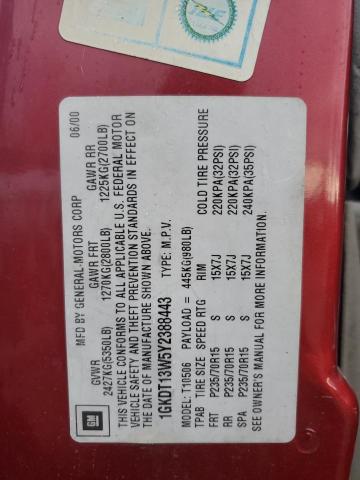 GM
MFD BY GENERAL MOTORS CORP 06/00
GVWR GAWR FRT GAWR RR
2427KG(5350LB) 1270KG(2800LB) 1225KG(2700LB)
THIS VEHICLE CONFORMS TO ALL APPLICABLE U.S. FEDERAL MOTOR
VEHICLE SAFETY AND THEFT PREVENTION STANDARDS IN EFFECT ON
THE DATE OF MANUFACTURE SHOWN ABOVE.
1GKDT13W5Y2388443 TYPE: M.P.V.
MODEL: T10506 PAYLOAD = 445KG(980LB)
TPAB TIRE SIZE SPEED RTG RIM COLD TIRE PRESSURE
FRT P235/70R15 S 15X7J 220KPA(32PSI)
RR P235/70R15 S 15X7J 220KPA(32PSI)
SPA P235/70R15 S 15X7J 240KPA(35PSI)
SEE OWNER'S MANUAL FOR MORE INFORMATION.